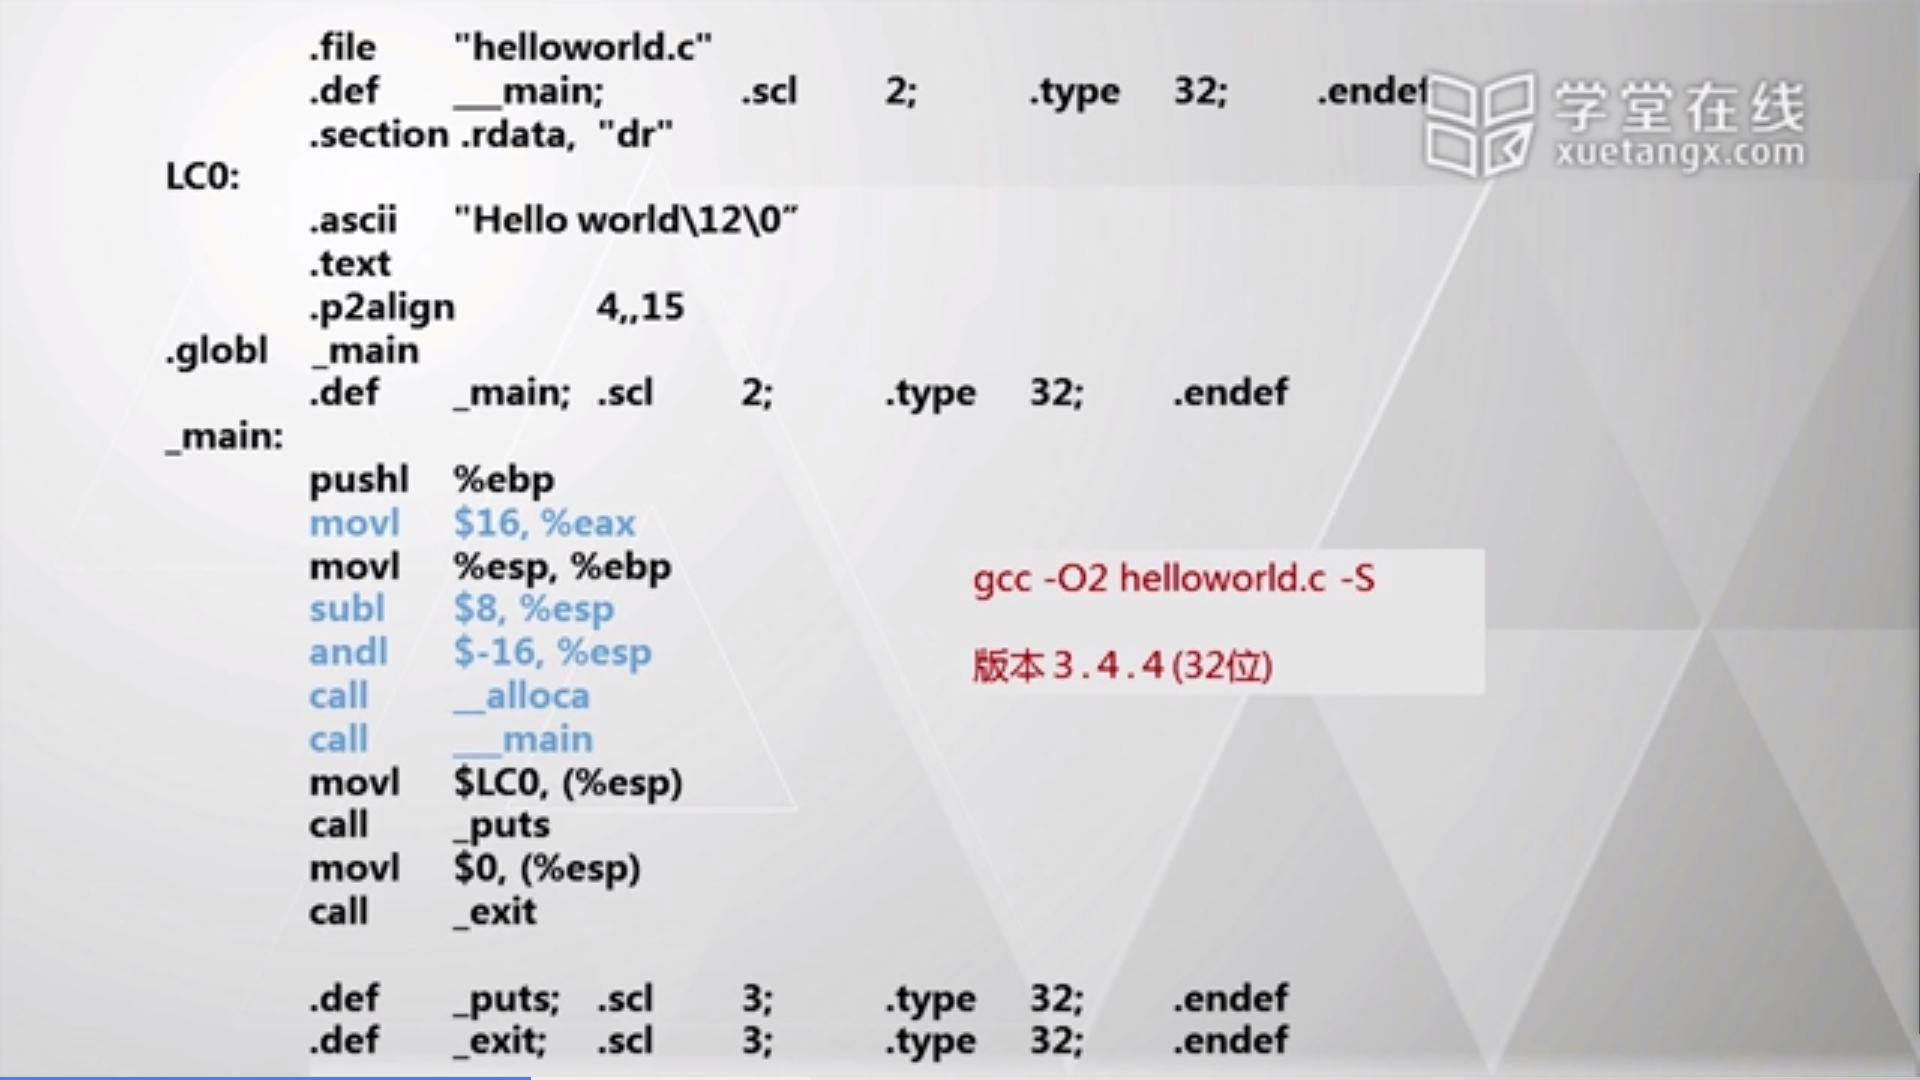 .file "helloworld.c"
.def ___main; .scl 2; .type 32; .endef
学堂在线
xuetangx.com
.section .rdata, "dr"
LC0:
.ascii "Hello world\12\0”
.text
.p2align 4,,15
.globl _main
.def _main; .scl 2; .type 32; .endef
_main:
pushl %ebp
movl $16, %eax
movl %esp, %ebp
subl $8, %esp
andl $-16, %esp
call __alloca
call ___main
movl $LC0, (%esp)
call _puts
movl $0, (%esp)
call _exit
gcc -O2 helloworld.c -S
版本3.4.4(32位)
.def _puts; .scl 3; .type 32; .endef
.def _exit; .scl 3; .type 32; .endef